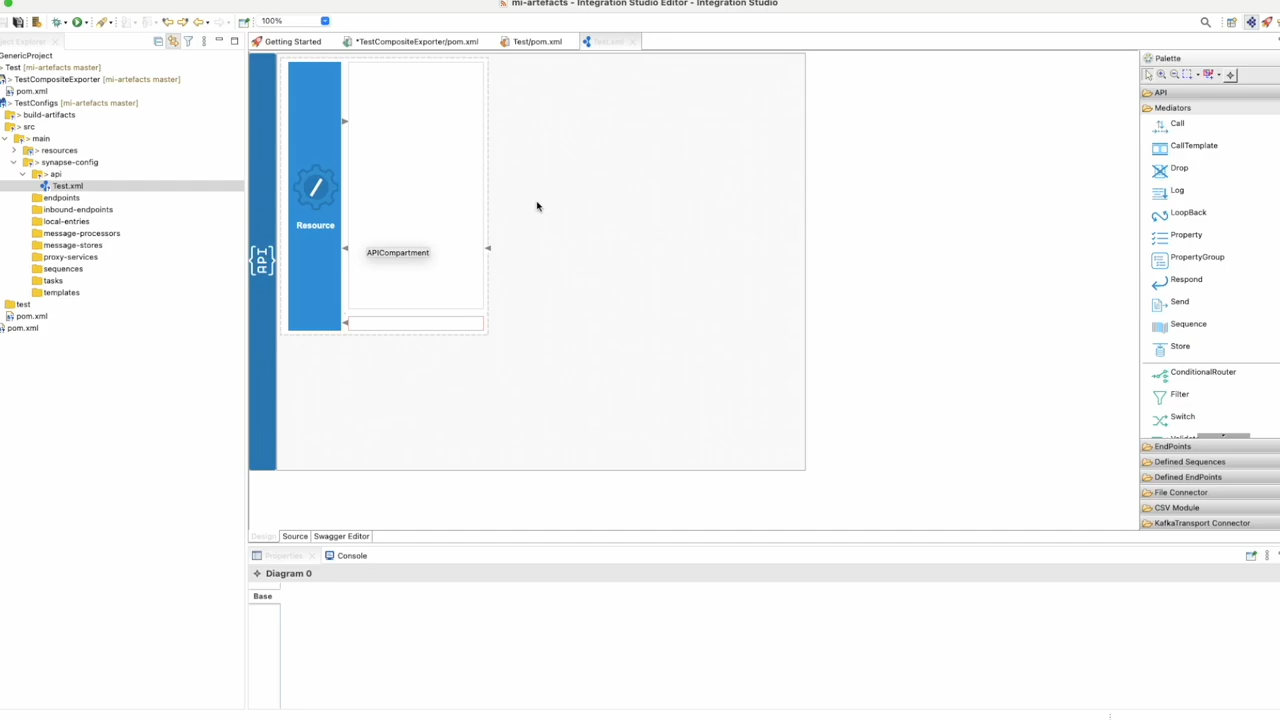 mi-artefacts - Integration Studio Editor - Integration Studio
100%
ect Explorer
Getting Started
*TestCompositeExporter/pom.xml
Test/pom.xml
Test.xml
GenericProject
> Test [mi-artefacts master]
> TestCompositeExporter [mi-artefacts master]
pom.xml
> TestConfigs [mi-artefacts master]
> build-artifacts
> src
> main
> resources
> synapse-config
> api
Test.xml
endpoints
inbound-endpoints
local-entries
message-processors
message-stores
proxy-services
sequences
tasks
templates
test
pom.xml
pom.xml
{API}
Resource
APICompartment
Palette
API
Mediators
Call
CallTemplate
Drop
Log
LoopBack
Property
PropertyGroup
Respond
Send
Sequence
Store
ConditionalRouter
Filter
Switch
EndPoints
Defined Sequences
Defined EndPoints
File Connector
CSV Module
KafkaTransport Connector
Design
Source
Swagger Editor
Properties
Console
Diagram 0
Base